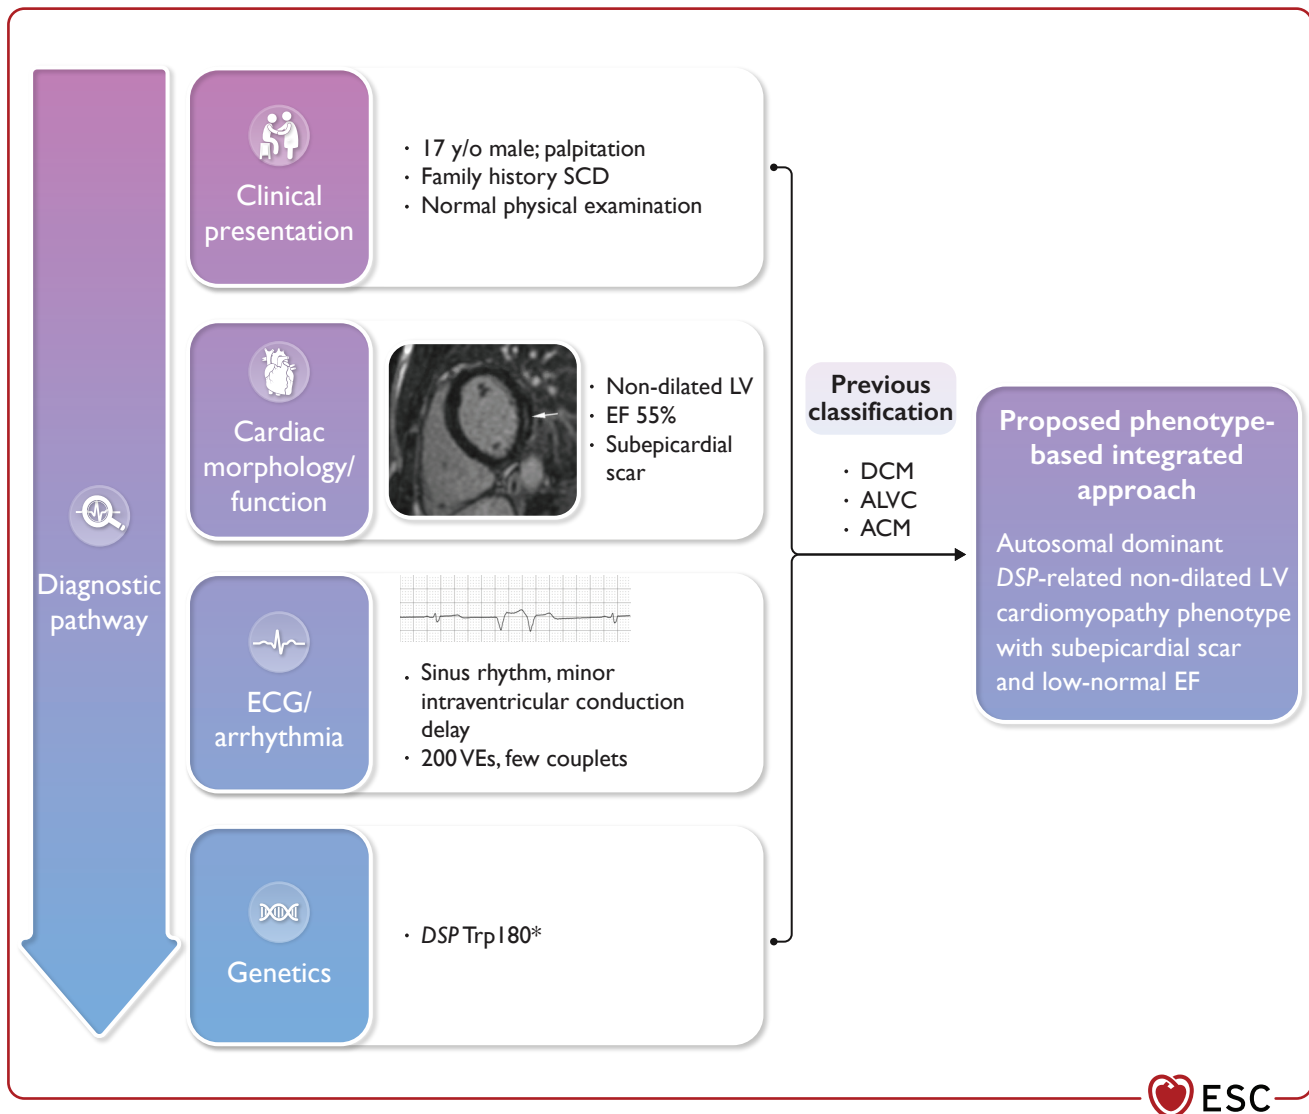 Diagnostic
pathway
Clinical
presentation
· 17 y/o male; palpitation
· Family history SCD
· Normal physical examination
Cardiac
morphology/
function
· Non-dilated LV
· EF 55%
· Subepicardial
scar
ECG/
arrhythmia
· Sinus rhythm, minor
intraventricular conduction
delay
· 200 VEs, few couplets
Genetics
· DSP Trp180*
Previous
classification
· DCM
· ALVC
· ACM
Proposed phenotype-
based integrated
approach
Autosomal dominant
DSP-related non-dilated LV
cardiomyopathy phenotype
with subepicardial scar
and low-normal EF
ESC